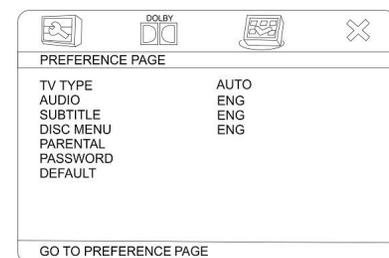 DOLBY
PREFERENCE PAGE
TV TYPE AUTO
AUDIO ENG
SUBTITLE ENG
DISC MENU ENG
PARENTAL
PASSWORD
DEFAULT
GO TO PREFERENCE PAGE